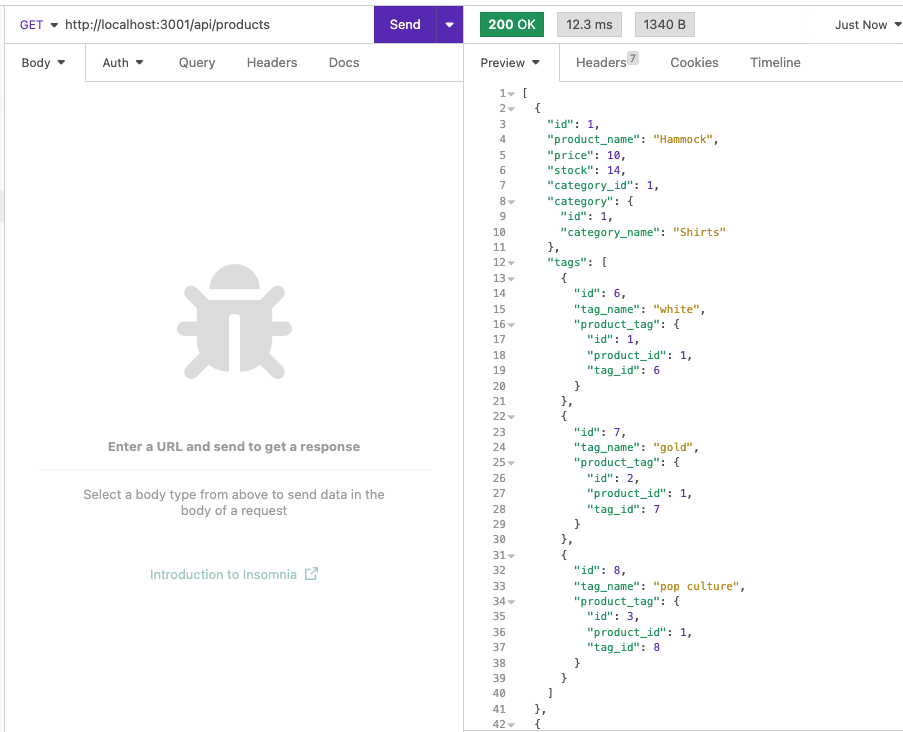 GET http://localhost:3001/api/products Send 200 OK 12.3 ms 1340 B Just Now
Body Auth Query Headers Docs
Preview Headers 7 Cookies Timeline
Enter a URL and send to get a response
Select a body type from above to send data in the
body of a request
Introduction to Insomnia
1 [
2 {
3 "id": 1,
4 "product_name": "Hammock",
5 "price": 10,
6 "stock": 14,
7 "category_id": 1,
8 "category": {
9 "id": 1,
10 "category_name": "Shirts"
11 },
12 "tags": [
13 {
14 "id": 6,
15 "tag_name": "white",
16 "product_tag": {
17 "id": 1,
18 "product_id": 1,
19 "tag_id": 6
20 }
21 },
22 {
23 "id": 7,
24 "tag_name": "gold",
25 "product_tag": {
26 "id": 2,
27 "product_id": 1,
28 "tag_id": 7
29 }
30 },
31 {
32 "id": 8,
33 "tag_name": "pop culture",
34 "product_tag": {
35 "id": 3,
36 "product_id": 1,
37 "tag_id": 8
38 }
39 }
40 ]
41 },
42 {